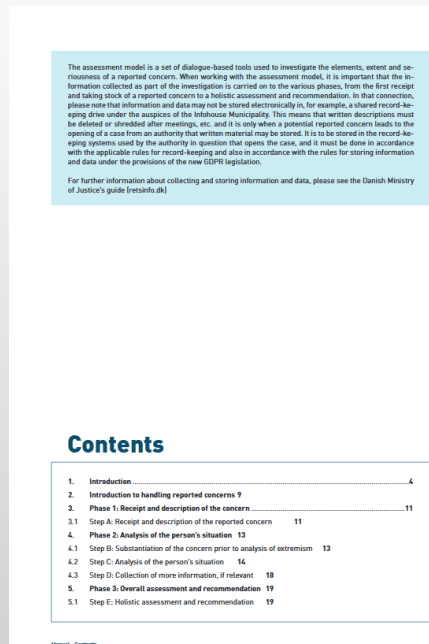 The assessment model is a set of dialogue-based tools used to investigate the elements, extent and se-
riousness of a reported concern. When working with the assessment model, it is important that the in-
formation collected as part of the investigation is carried on to the various phases, from the first receipt
and taking stock of a reported concern to a holistic assessment and recommendation. In that connection,
please note that information and data may not be stored electronically in, for example, a shared record-ke-
eping drive under the auspices of the Infohouse Municipality. This means that written descriptions must
be deleted or shredded after meetings, etc. and it is only when a potential reported concern leads to the
opening of a case from an authority that written material may be stored. It is to be stored in the record-ke-
eping systems used by the authority in question that opens the case, and it must be done in accordance
with the applicable rules for record-keeping and also in accordance with the rules for storing information
and data under the provisions of the new GDPR legislation.
For further information about collecting and storing information and data, please see the Danish Ministry
of Justice's guide (retsinfo.dk)
Contents
1. Introduction 4
2. Introduction to handling reported concerns 9
3. Phase 1: Receipt and description of the concern 11
3.1 Step A: Receipt and description of the reported concern 11
4. Phase 2: Analysis of the person's situation 13
4.1 Step B: Substantiation of the concern prior to analysis of extremism 13
4.2 Step C: Analysis of the person's situation 14
4.3 Step D: Collection of more information, if relevant 18
5. Phase 3: Overall assessment and recommendation 19
5.1 Step E: Holistic assessment and recommendation 19